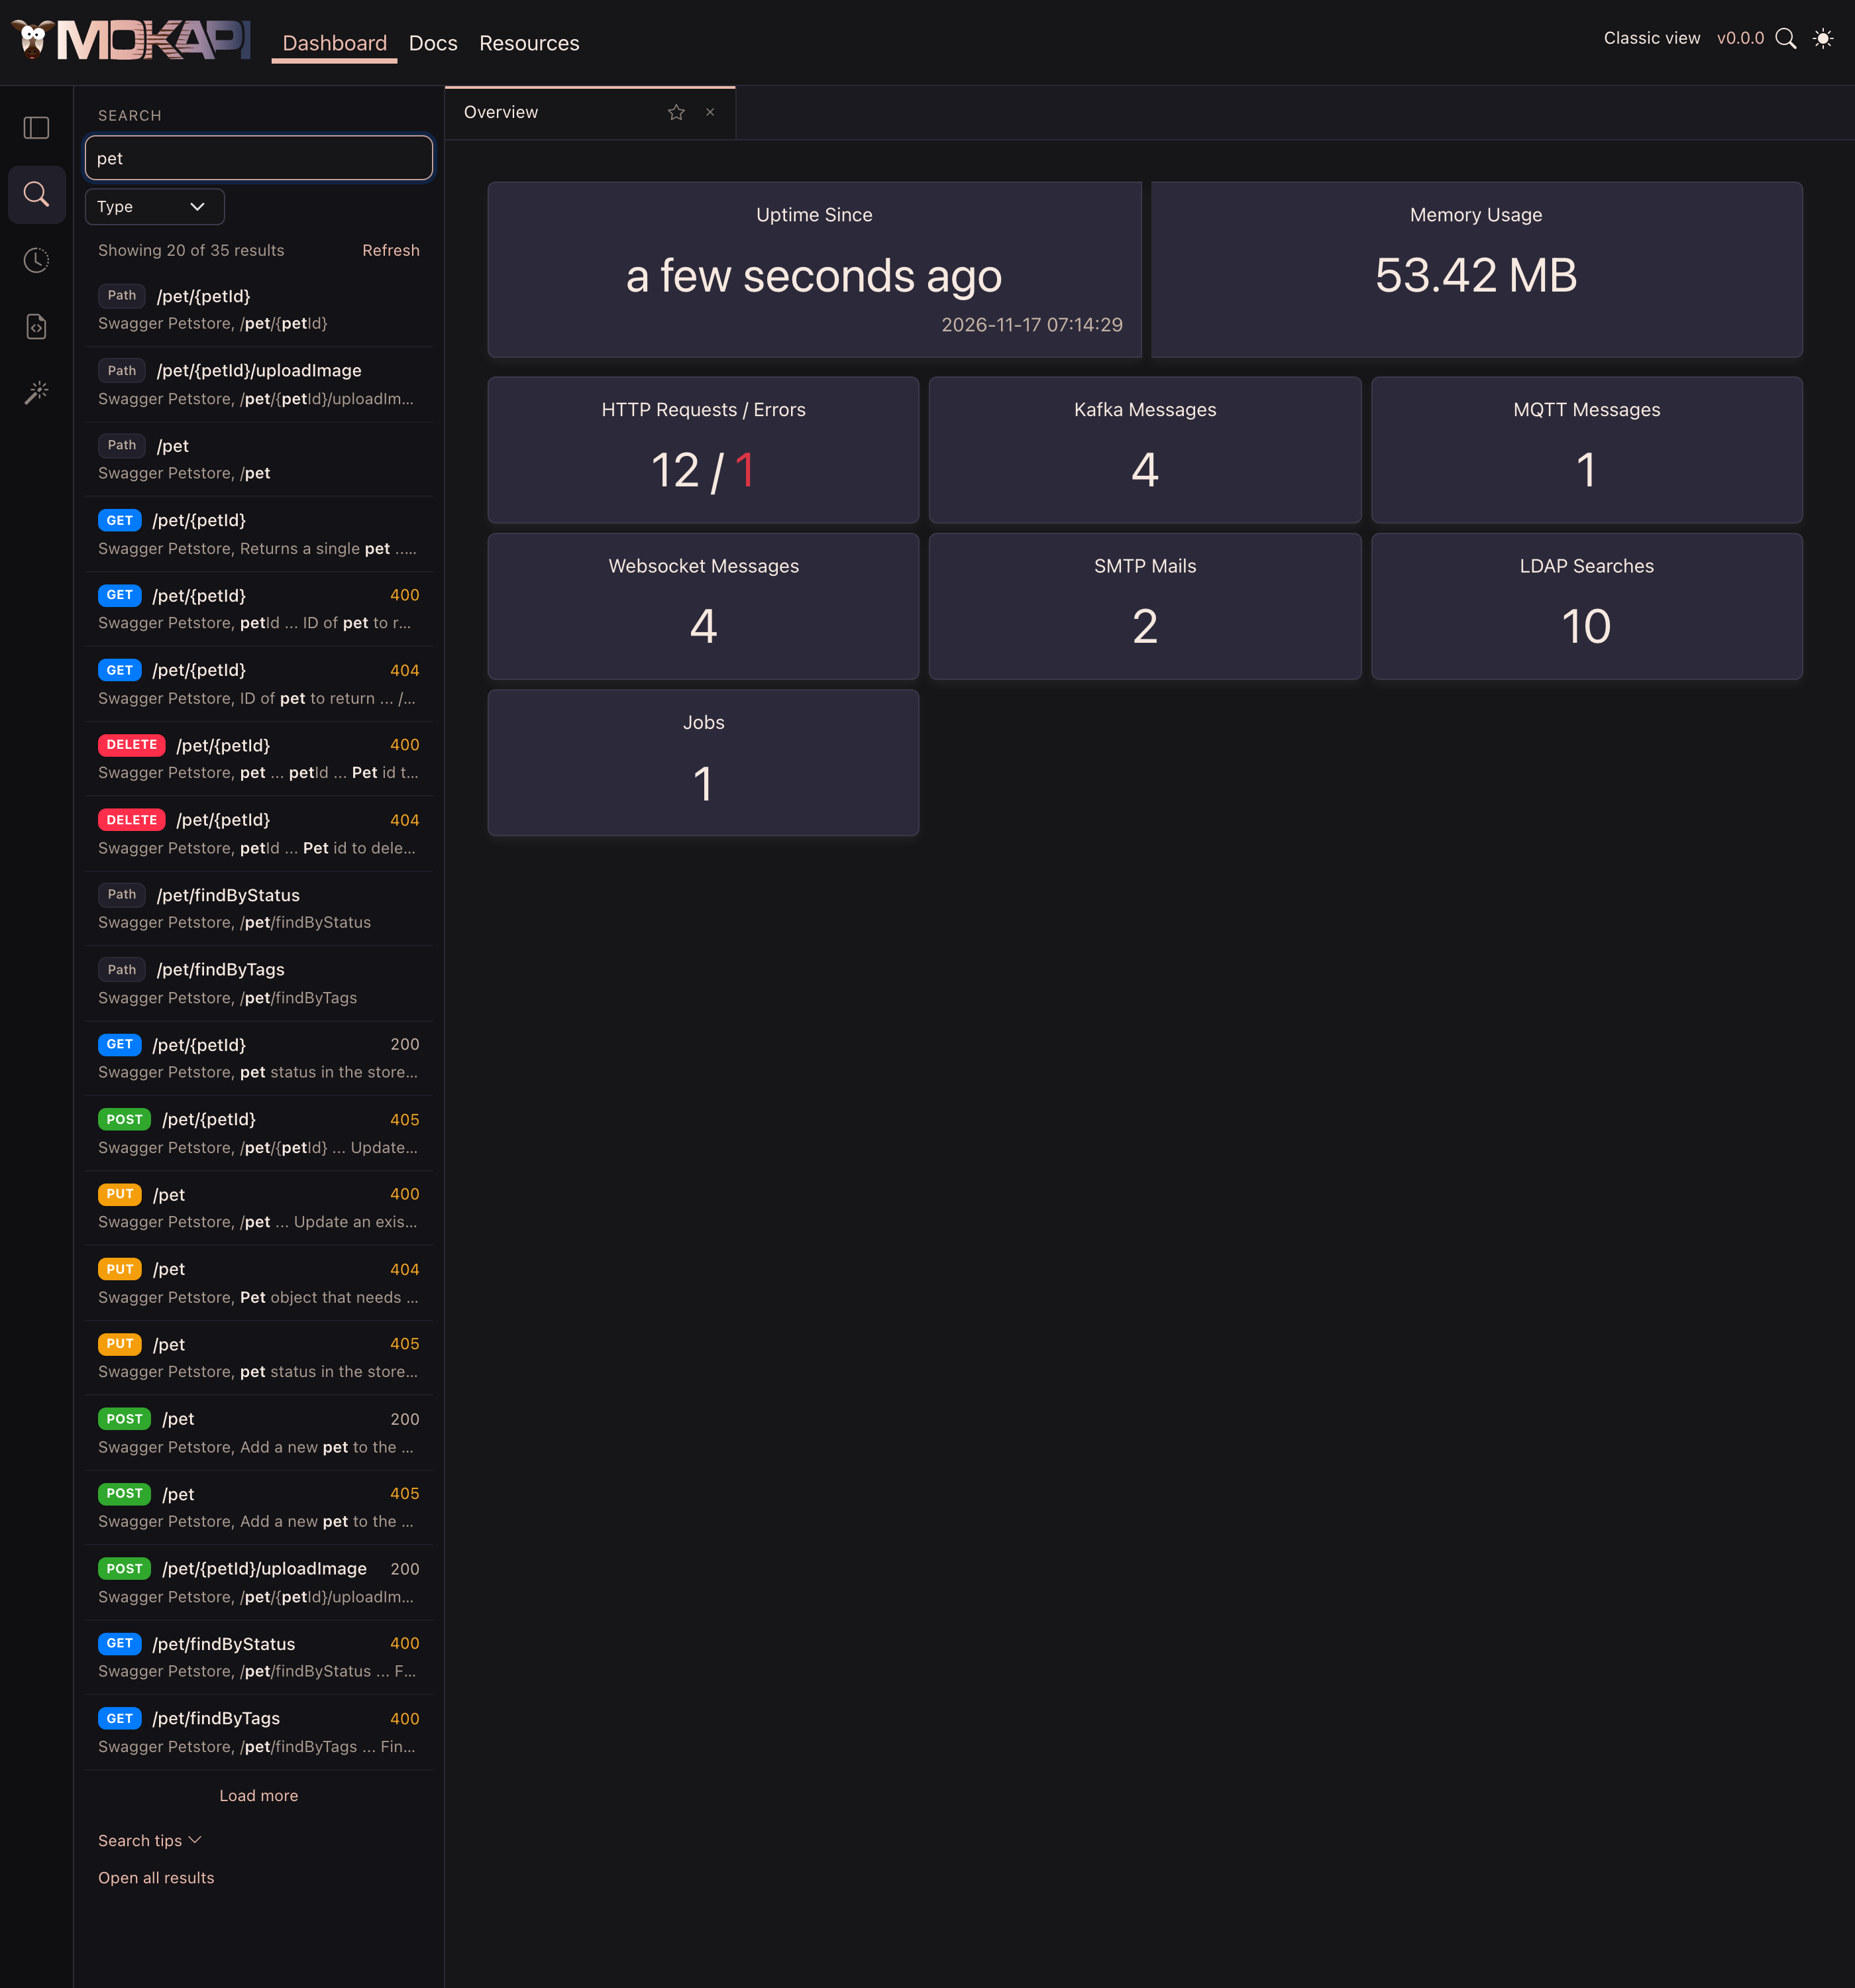 MOKAPI
Dashboard
Docs
Resources
Classic view
v0.0.0
SEARCH
pet
Type
Showing 20 of 35 results
Refresh
Path /pet/{petId}
Swagger Petstore, /pet/{petId}
Path /pet/{petId}/uploadImage
Swagger Petstore, /pet/{petId}/uploadIm...
Path /pet
Swagger Petstore, /pet
GET /pet/{petId}
Swagger Petstore, Returns a single pet .....
GET /pet/{petId} 400
Swagger Petstore, petId ... ID of pet to r...
GET /pet/{petId} 404
Swagger Petstore, ID of pet to return ... /...
DELETE /pet/{petId} 400
Swagger Petstore, pet ... petId ... Pet id t...
DELETE /pet/{petId} 404
Swagger Petstore, petId ... Pet id to dele...
Path /pet/findByStatus
Swagger Petstore, /pet/findByStatus
Path /pet/findByTags
Swagger Petstore, /pet/findByTags
GET /pet/{petId} 200
Swagger Petstore, pet status in the store...
POST /pet/{petId} 405
Swagger Petstore, /pet/{petId} ... Update...
PUT /pet 400
Swagger Petstore, /pet ... Update an exis...
PUT /pet 404
Swagger Petstore, Pet object that needs ...
PUT /pet 405
Swagger Petstore, pet status in the store...
POST /pet 200
Swagger Petstore, Add a new pet to the ...
POST /pet 405
Swagger Petstore, Add a new pet to the ...
POST /pet/{petId}/uploadImage 200
Swagger Petstore, /pet/{petId}/uploadIm...
GET /pet/findByStatus 400
Swagger Petstore, /pet/findByStatus ... F...
GET /pet/findByTags 400
Swagger Petstore, /pet/findByTags ... Fin...
Load more
Search tips
Open all results
Overview
Uptime Since
a few seconds ago
2026-11-17 07:14:29
Memory Usage
53.42 MB
HTTP Requests / Errors
12 / 1
Kafka Messages
4
MQTT Messages
1
Websocket Messages
4
SMTP Mails
2
LDAP Searches
10
Jobs
1